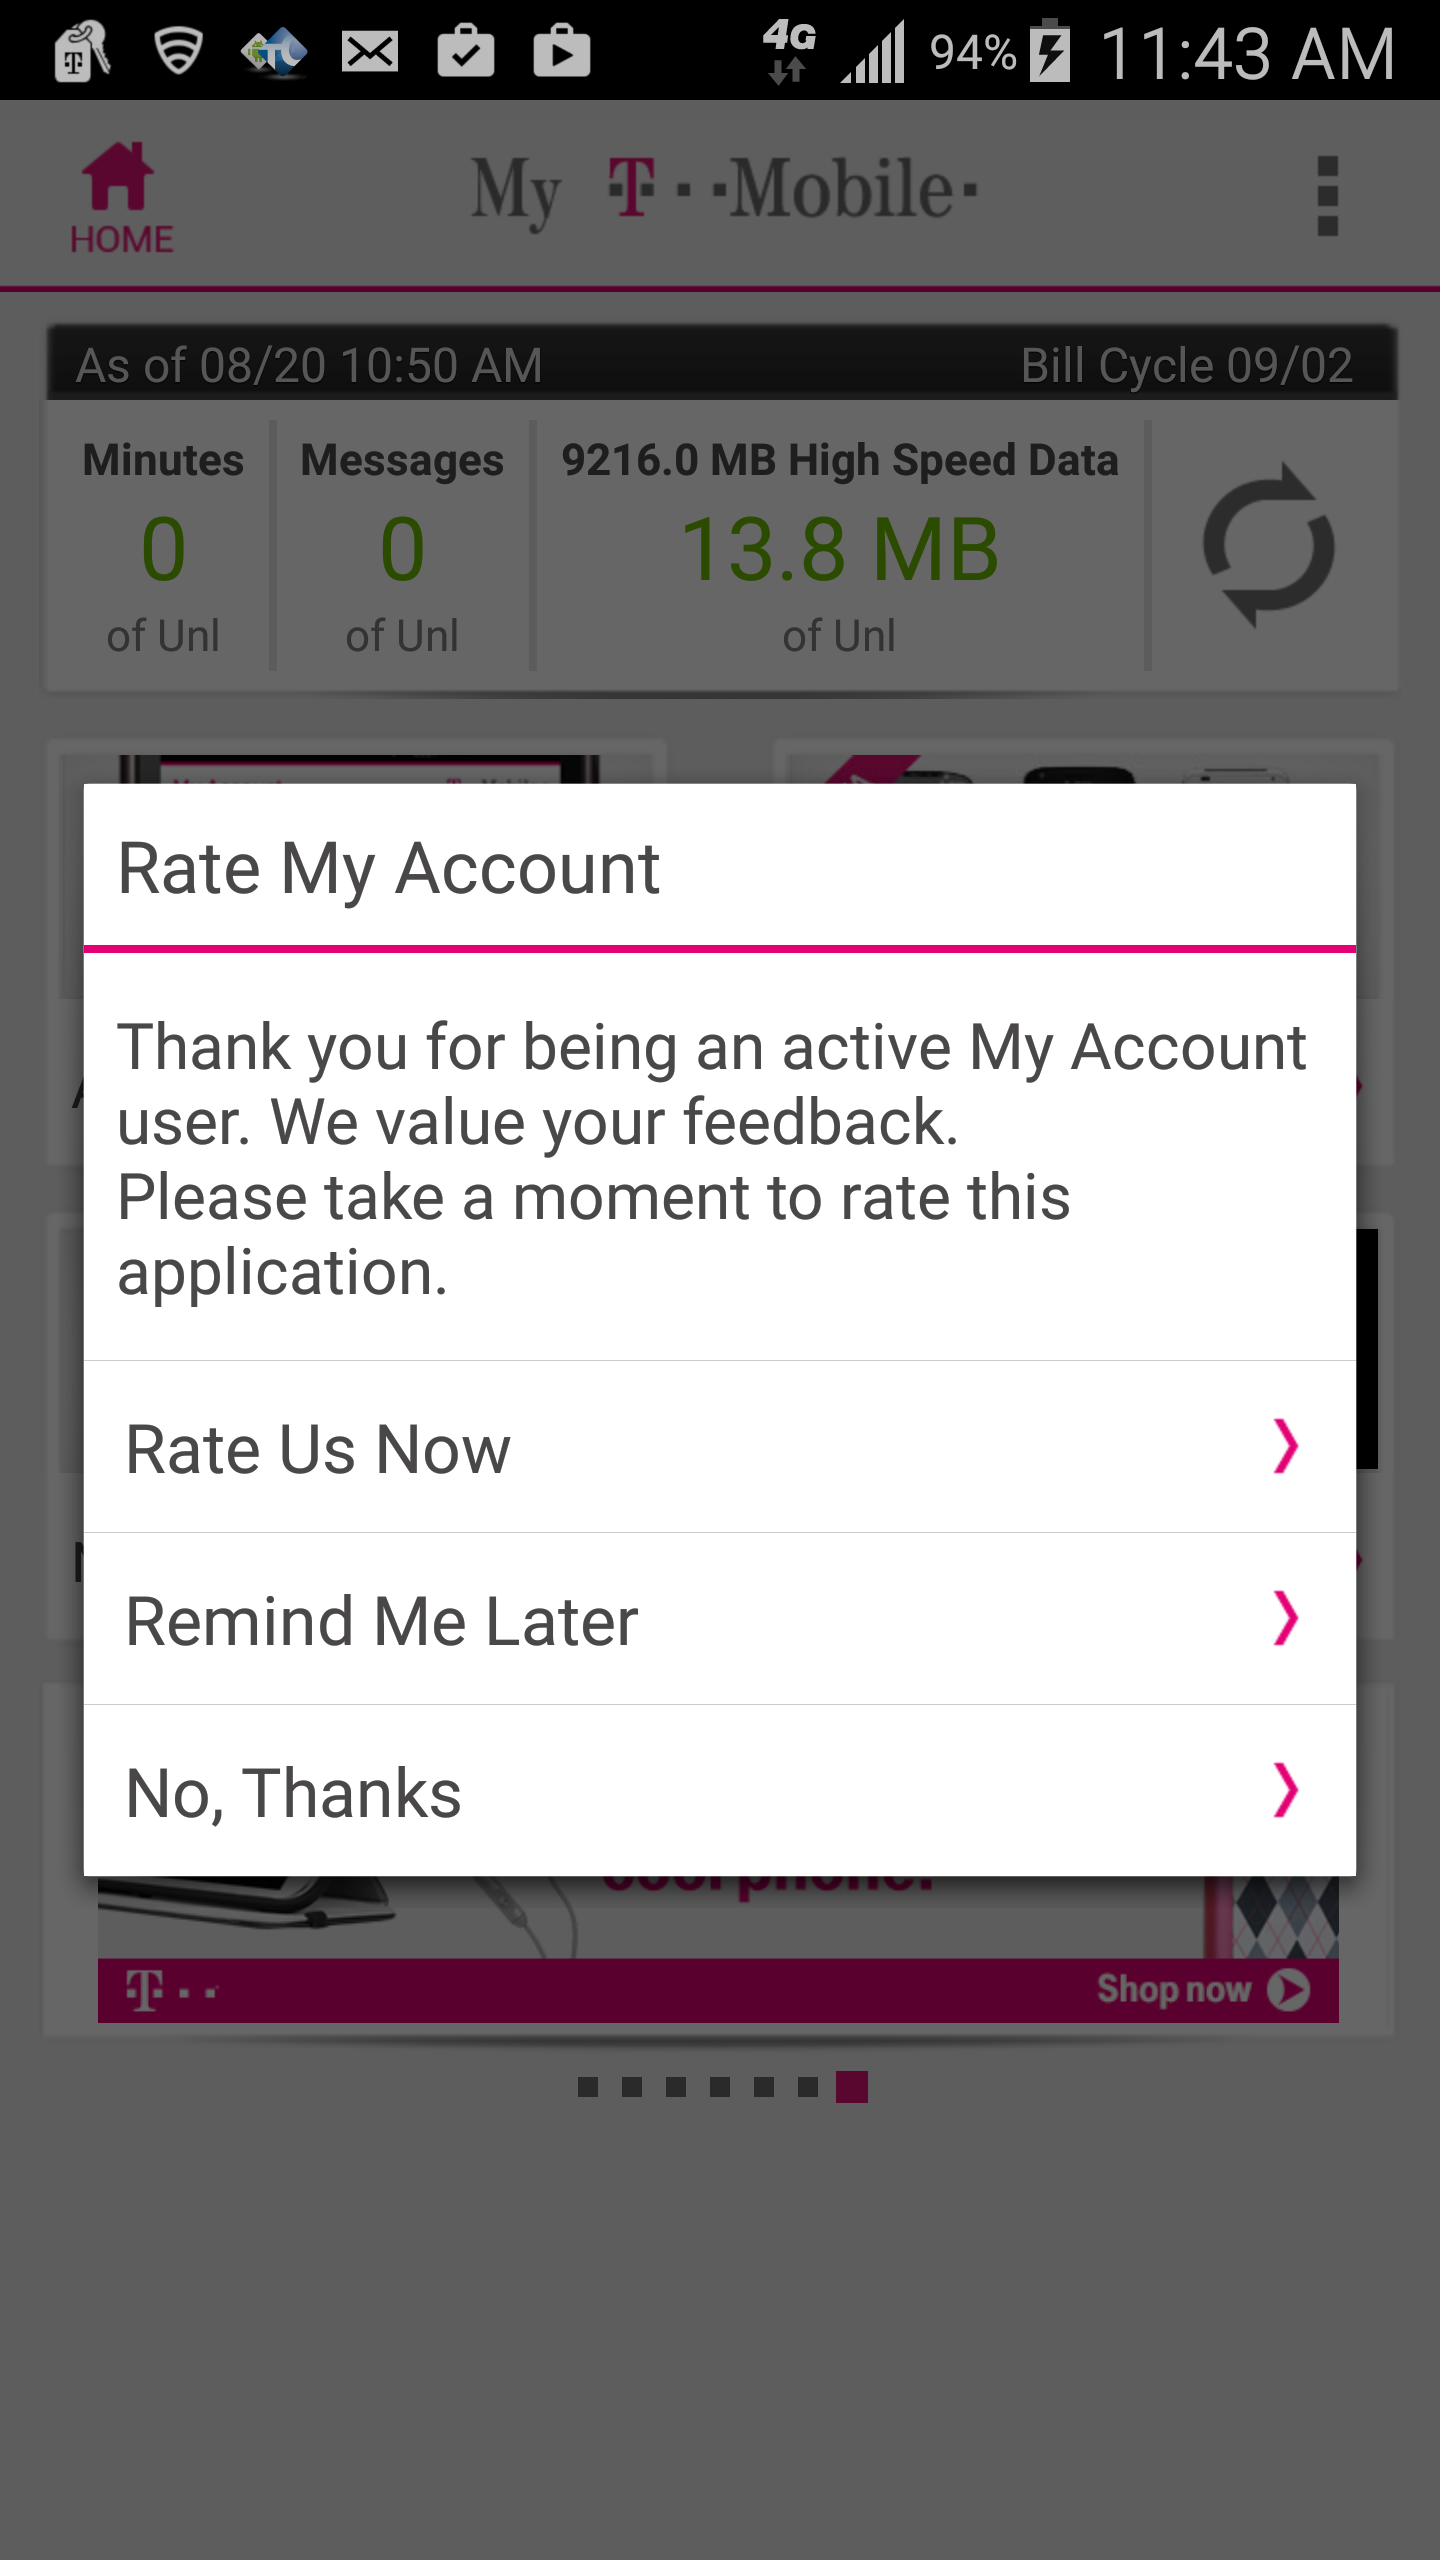 4G 94% 11:43 AM
HOME
My T··Mobile·
As of 08/20 10:50 AM Bill Cycle 09/02
Minutes Messages 9216.0 MB High Speed Data
0 0 13.8 MB
of Unl of Unl of Unl
Rate My Account
Thank you for being an active My Account
user. We value your feedback.
Please take a moment to rate this
application.
Rate Us Now
Remind Me Later
No, Thanks
T··· Shop now